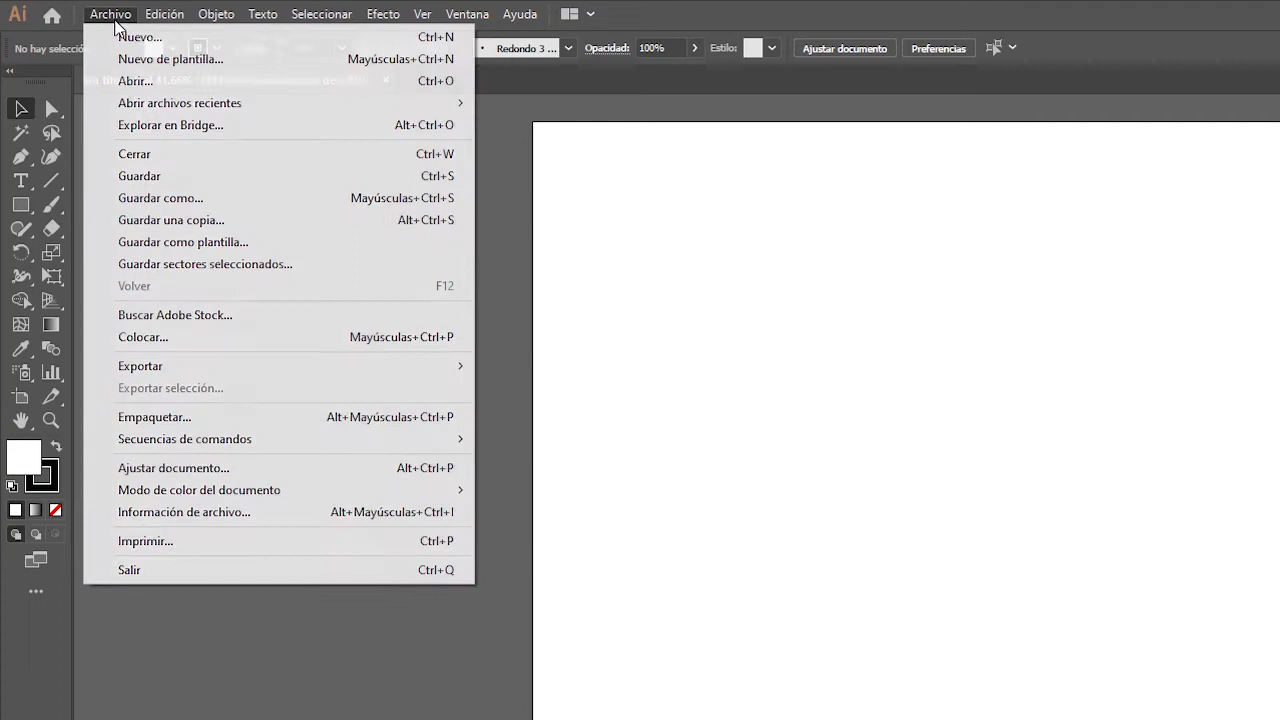 Ai Archivo Edición Objeto Texto Seleccionar Efecto Ver Ventana Ayuda
No hay selección Redondo 3 ... Opacidad: 100% Estilo: Ajustar documento Preferencias
Nuevo... Ctrl+N
Nuevo de plantilla... Mayúsculas+Ctrl+N
Abrir... Ctrl+O
Abrir archivos recientes
Explorar en Bridge... Alt+Ctrl+O
Cerrar Ctrl+W
Guardar Ctrl+S
Guardar como... Mayúsculas+Ctrl+S
Guardar una copia... Alt+Ctrl+S
Guardar como plantilla...
Guardar sectores seleccionados...
Volver F12
Buscar Adobe Stock...
Colocar... Mayúsculas+Ctrl+P
Exportar
Exportar selección...
Empaquetar... Alt+Mayúsculas+Ctrl+P
Secuencias de comandos
Ajustar documento... Alt+Ctrl+P
Modo de color del documento
Información de archivo... Alt+Mayúsculas+Ctrl+I
Imprimir... Ctrl+P
Salir Ctrl+Q